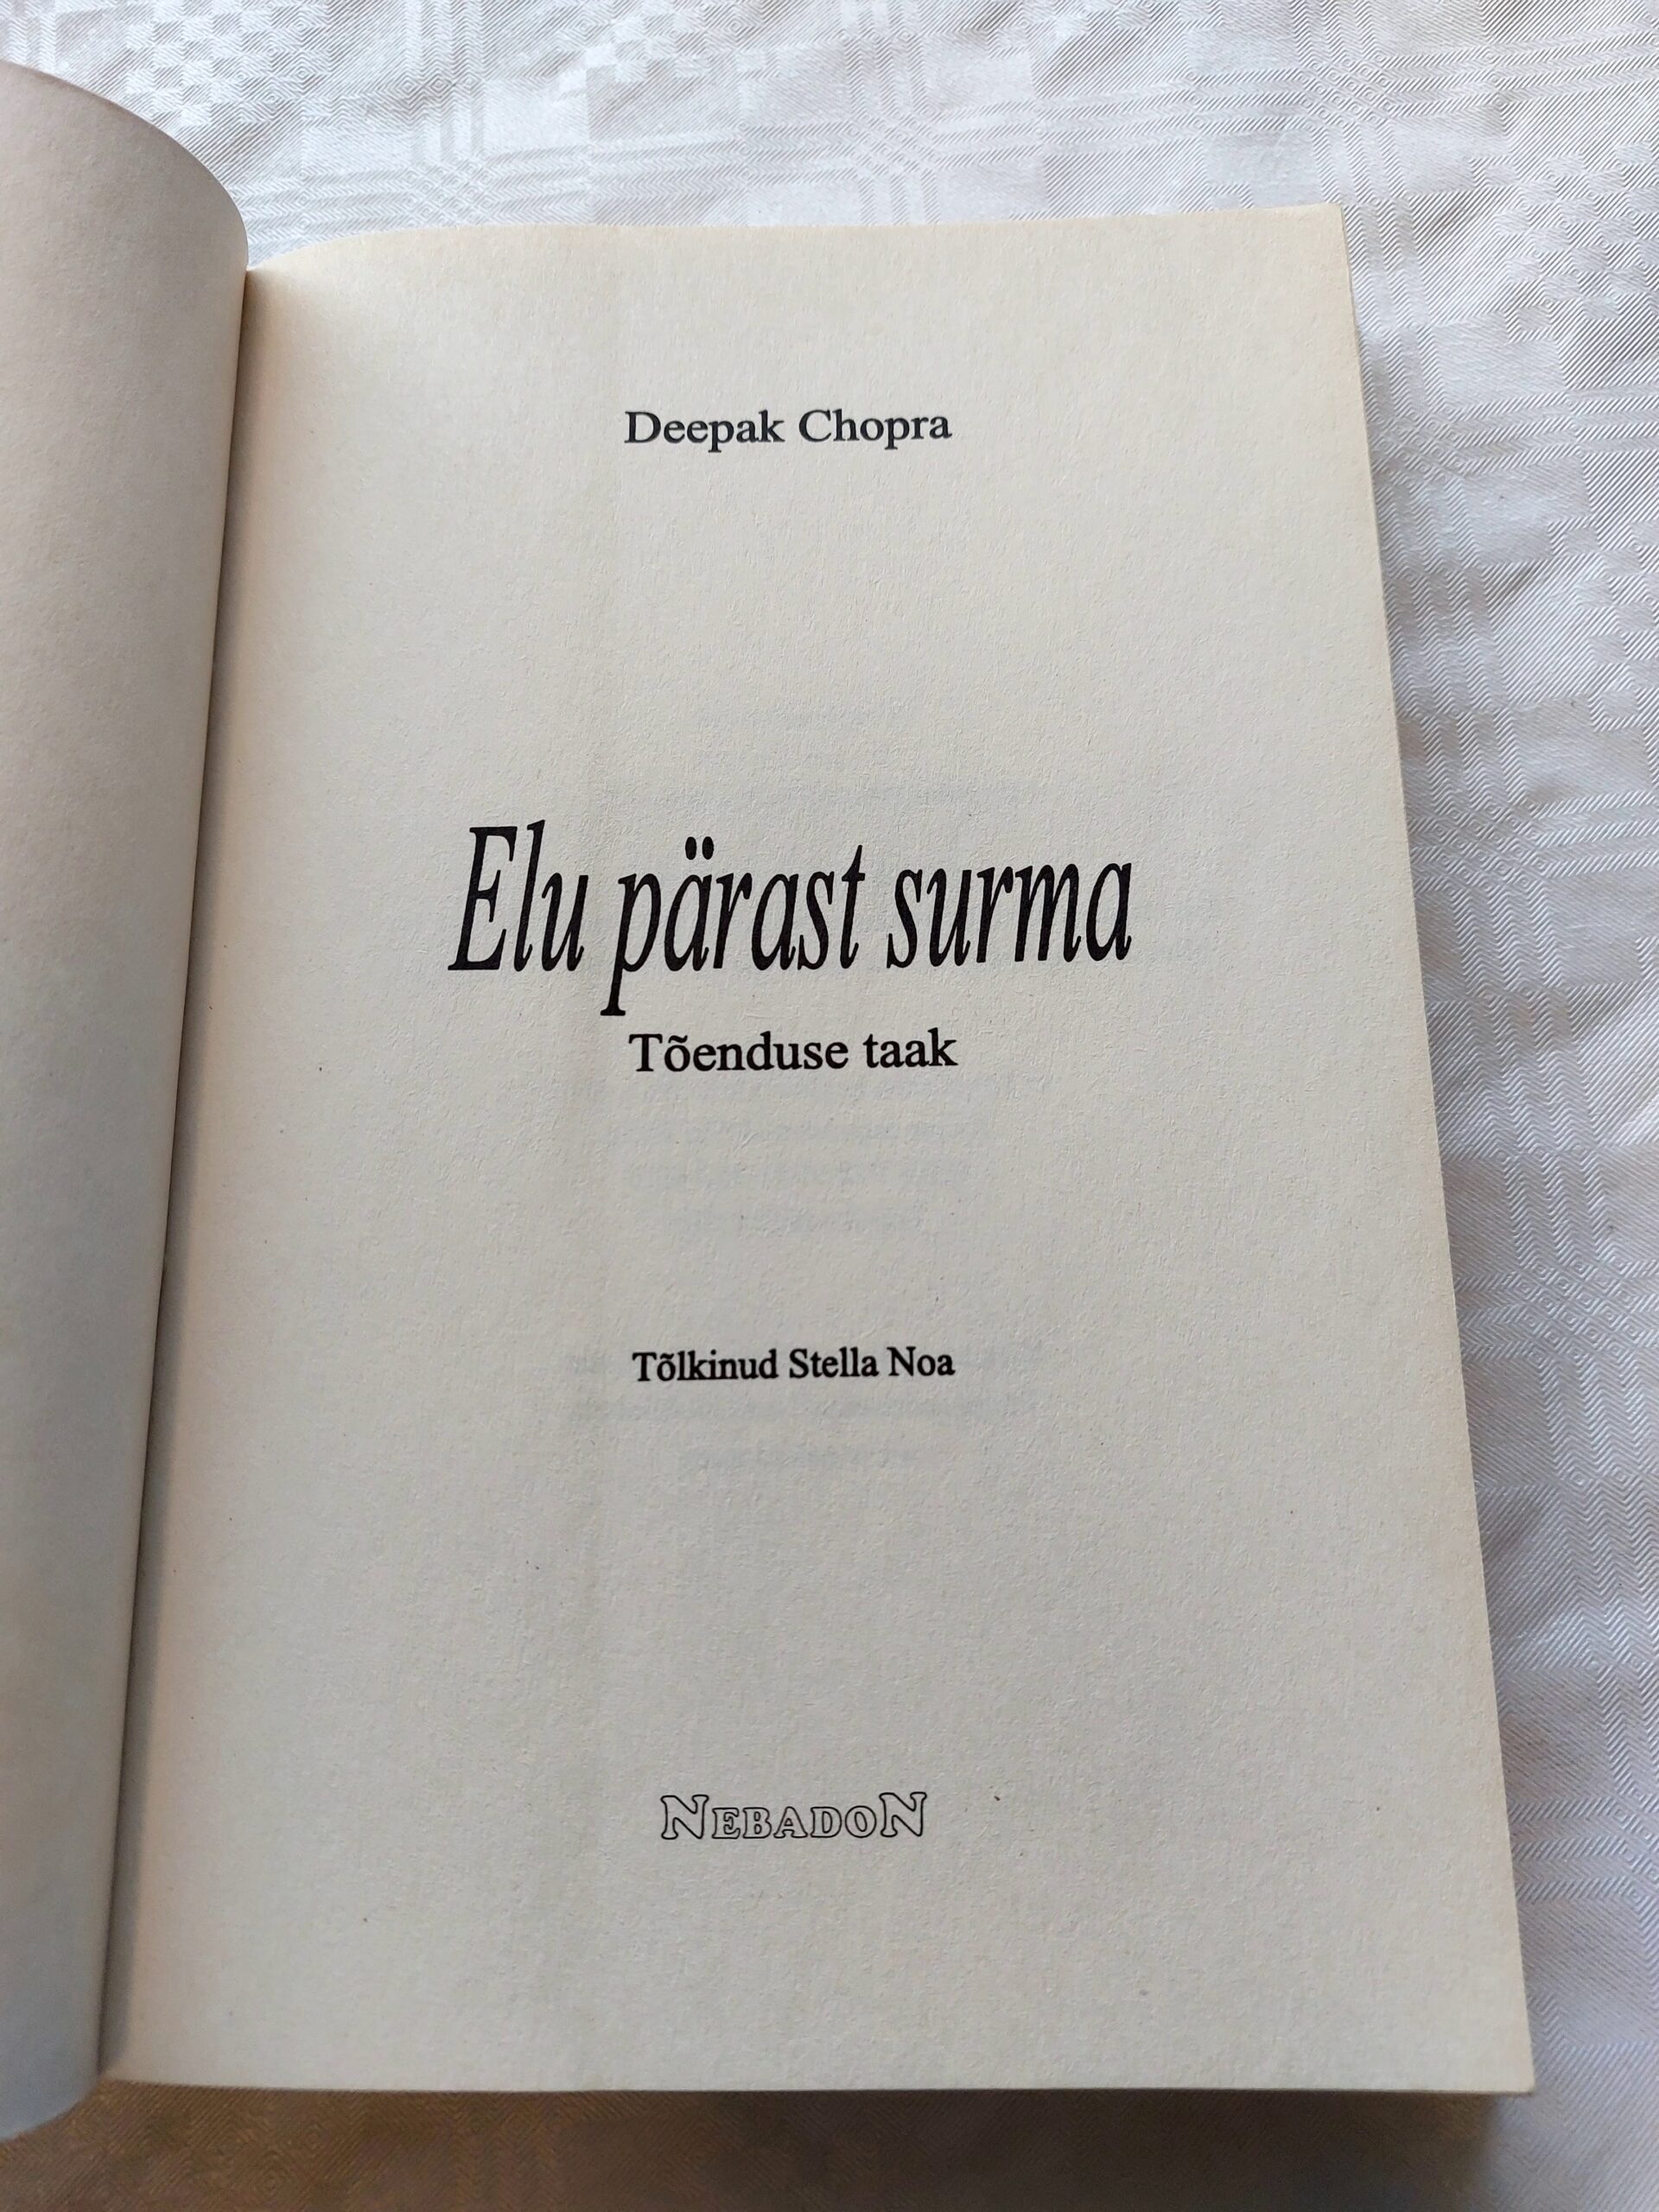 Deepak Chopra
Elu pärast surma
Tõenduse taak
Tõlkinud Stella Noa
NEBADON